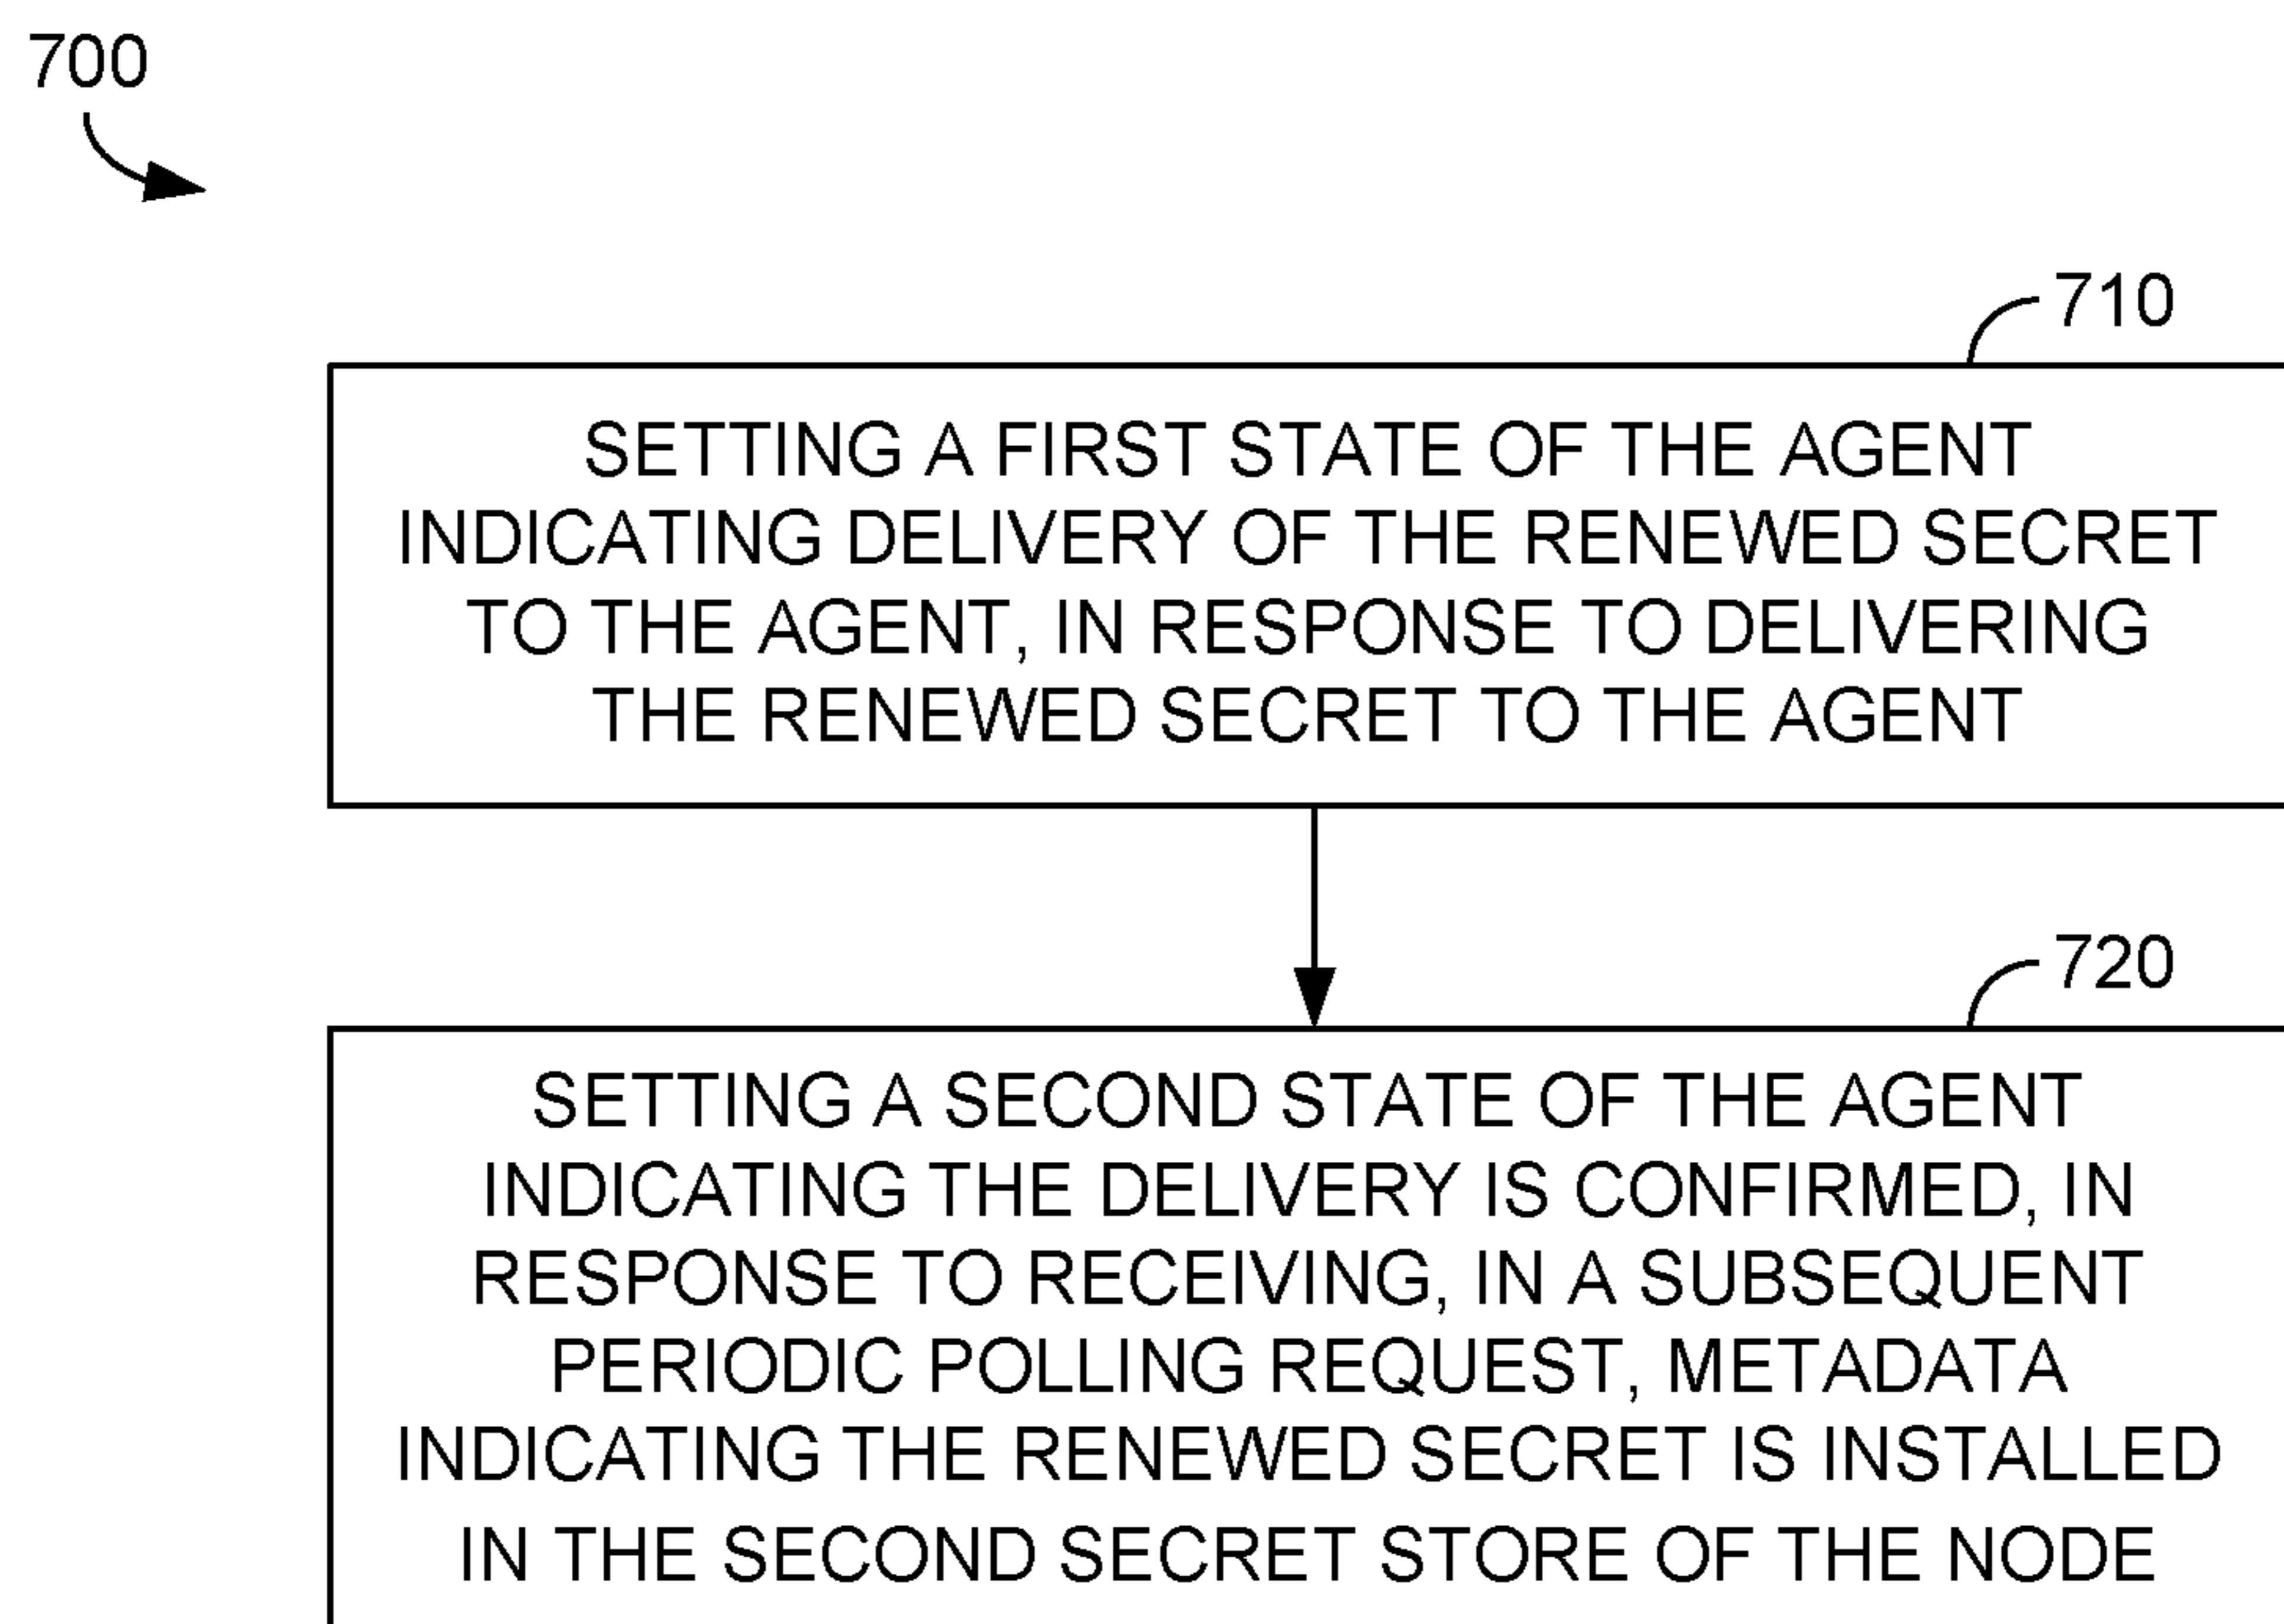 700
710
SETTING A FIRST STATE OF THE AGENT
INDICATING DELIVERY OF THE RENEWED SECRET
TO THE AGENT, IN RESPONSE TO DELIVERING
THE RENEWED SECRET TO THE AGENT
720
SETTING A SECOND STATE OF THE AGENT
INDICATING THE DELIVERY IS CONFIRMED, IN
RESPONSE TO RECEIVING, IN A SUBSEQUENT
PERIODIC POLLING REQUEST, METADATA
INDICATING THE RENEWED SECRET IS INSTALLED
IN THE SECOND SECRET STORE OF THE NODE